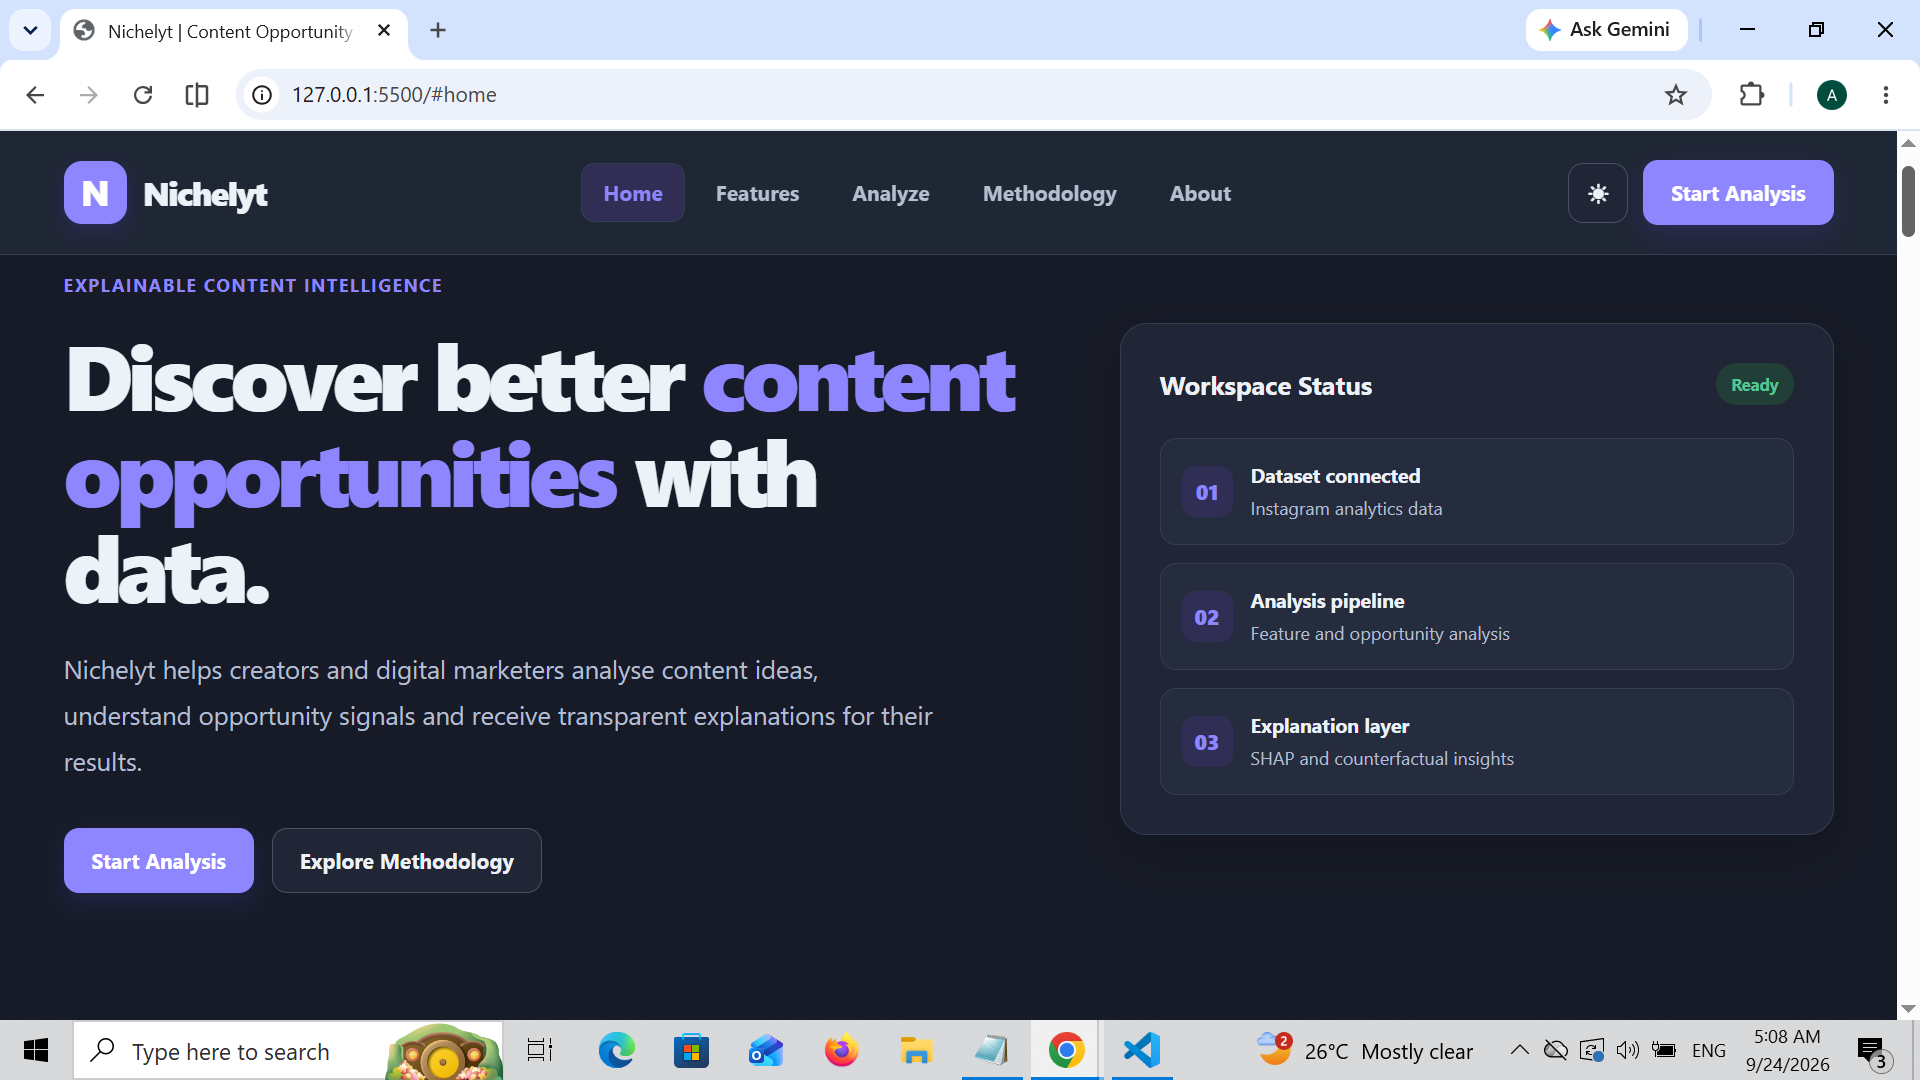 Nichelyt | Content Opportunity
Ask Gemini
127.0.0.1:5500/#home
A
N
Nichelyt
Home
Features
Analyze
Methodology
About
Start Analysis
EXPLAINABLE CONTENT INTELLIGENCE
Discover better content
opportunities with
data.
Nichelyt helps creators and digital marketers analyse content ideas,
understand opportunity signals and receive transparent explanations for their
results.
Start Analysis
Explore Methodology
Workspace Status
Ready
01
Dataset connected
Instagram analytics data
02
Analysis pipeline
Feature and opportunity analysis
03
Explanation layer
SHAP and counterfactual insights
Type here to search
2
26°C Mostly clear
ENG
5:08 AM
9/24/2026
3